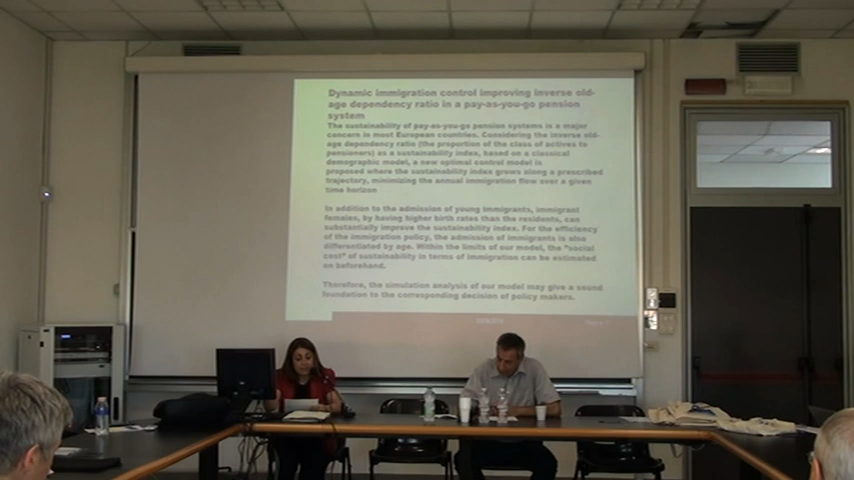 Dynamic immigration control improving inverse old-
age dependency ratio in a pay-as-you-go pension
system
The sustainability of pay-as-you-go pension systems is a major
concern in most European countries. Considering the inverse old-
age dependency ratio (the proportion of the class of actives to
pensioners) as a sustainability index, based on a classical
demographic model, a new optimal control model is
proposed where the sustainability index grows along a prescribed
trajectory, minimizing the annual immigration flow over a given
time horizon
In addition to the admission of young immigrants, immigrant
females, by having higher birth rates than the residents, can
substantially improve the sustainability index. For the efficiency
of the immigration policy, the admission of immigrants is also
differentiated by age. Within the limits of our model, the "social
cost" of sustainability in terms of immigration can be estimated
on beforehand.
Therefore, the simulation analysis of our model may give a sound
foundation to the corresponding decision of policy makers.